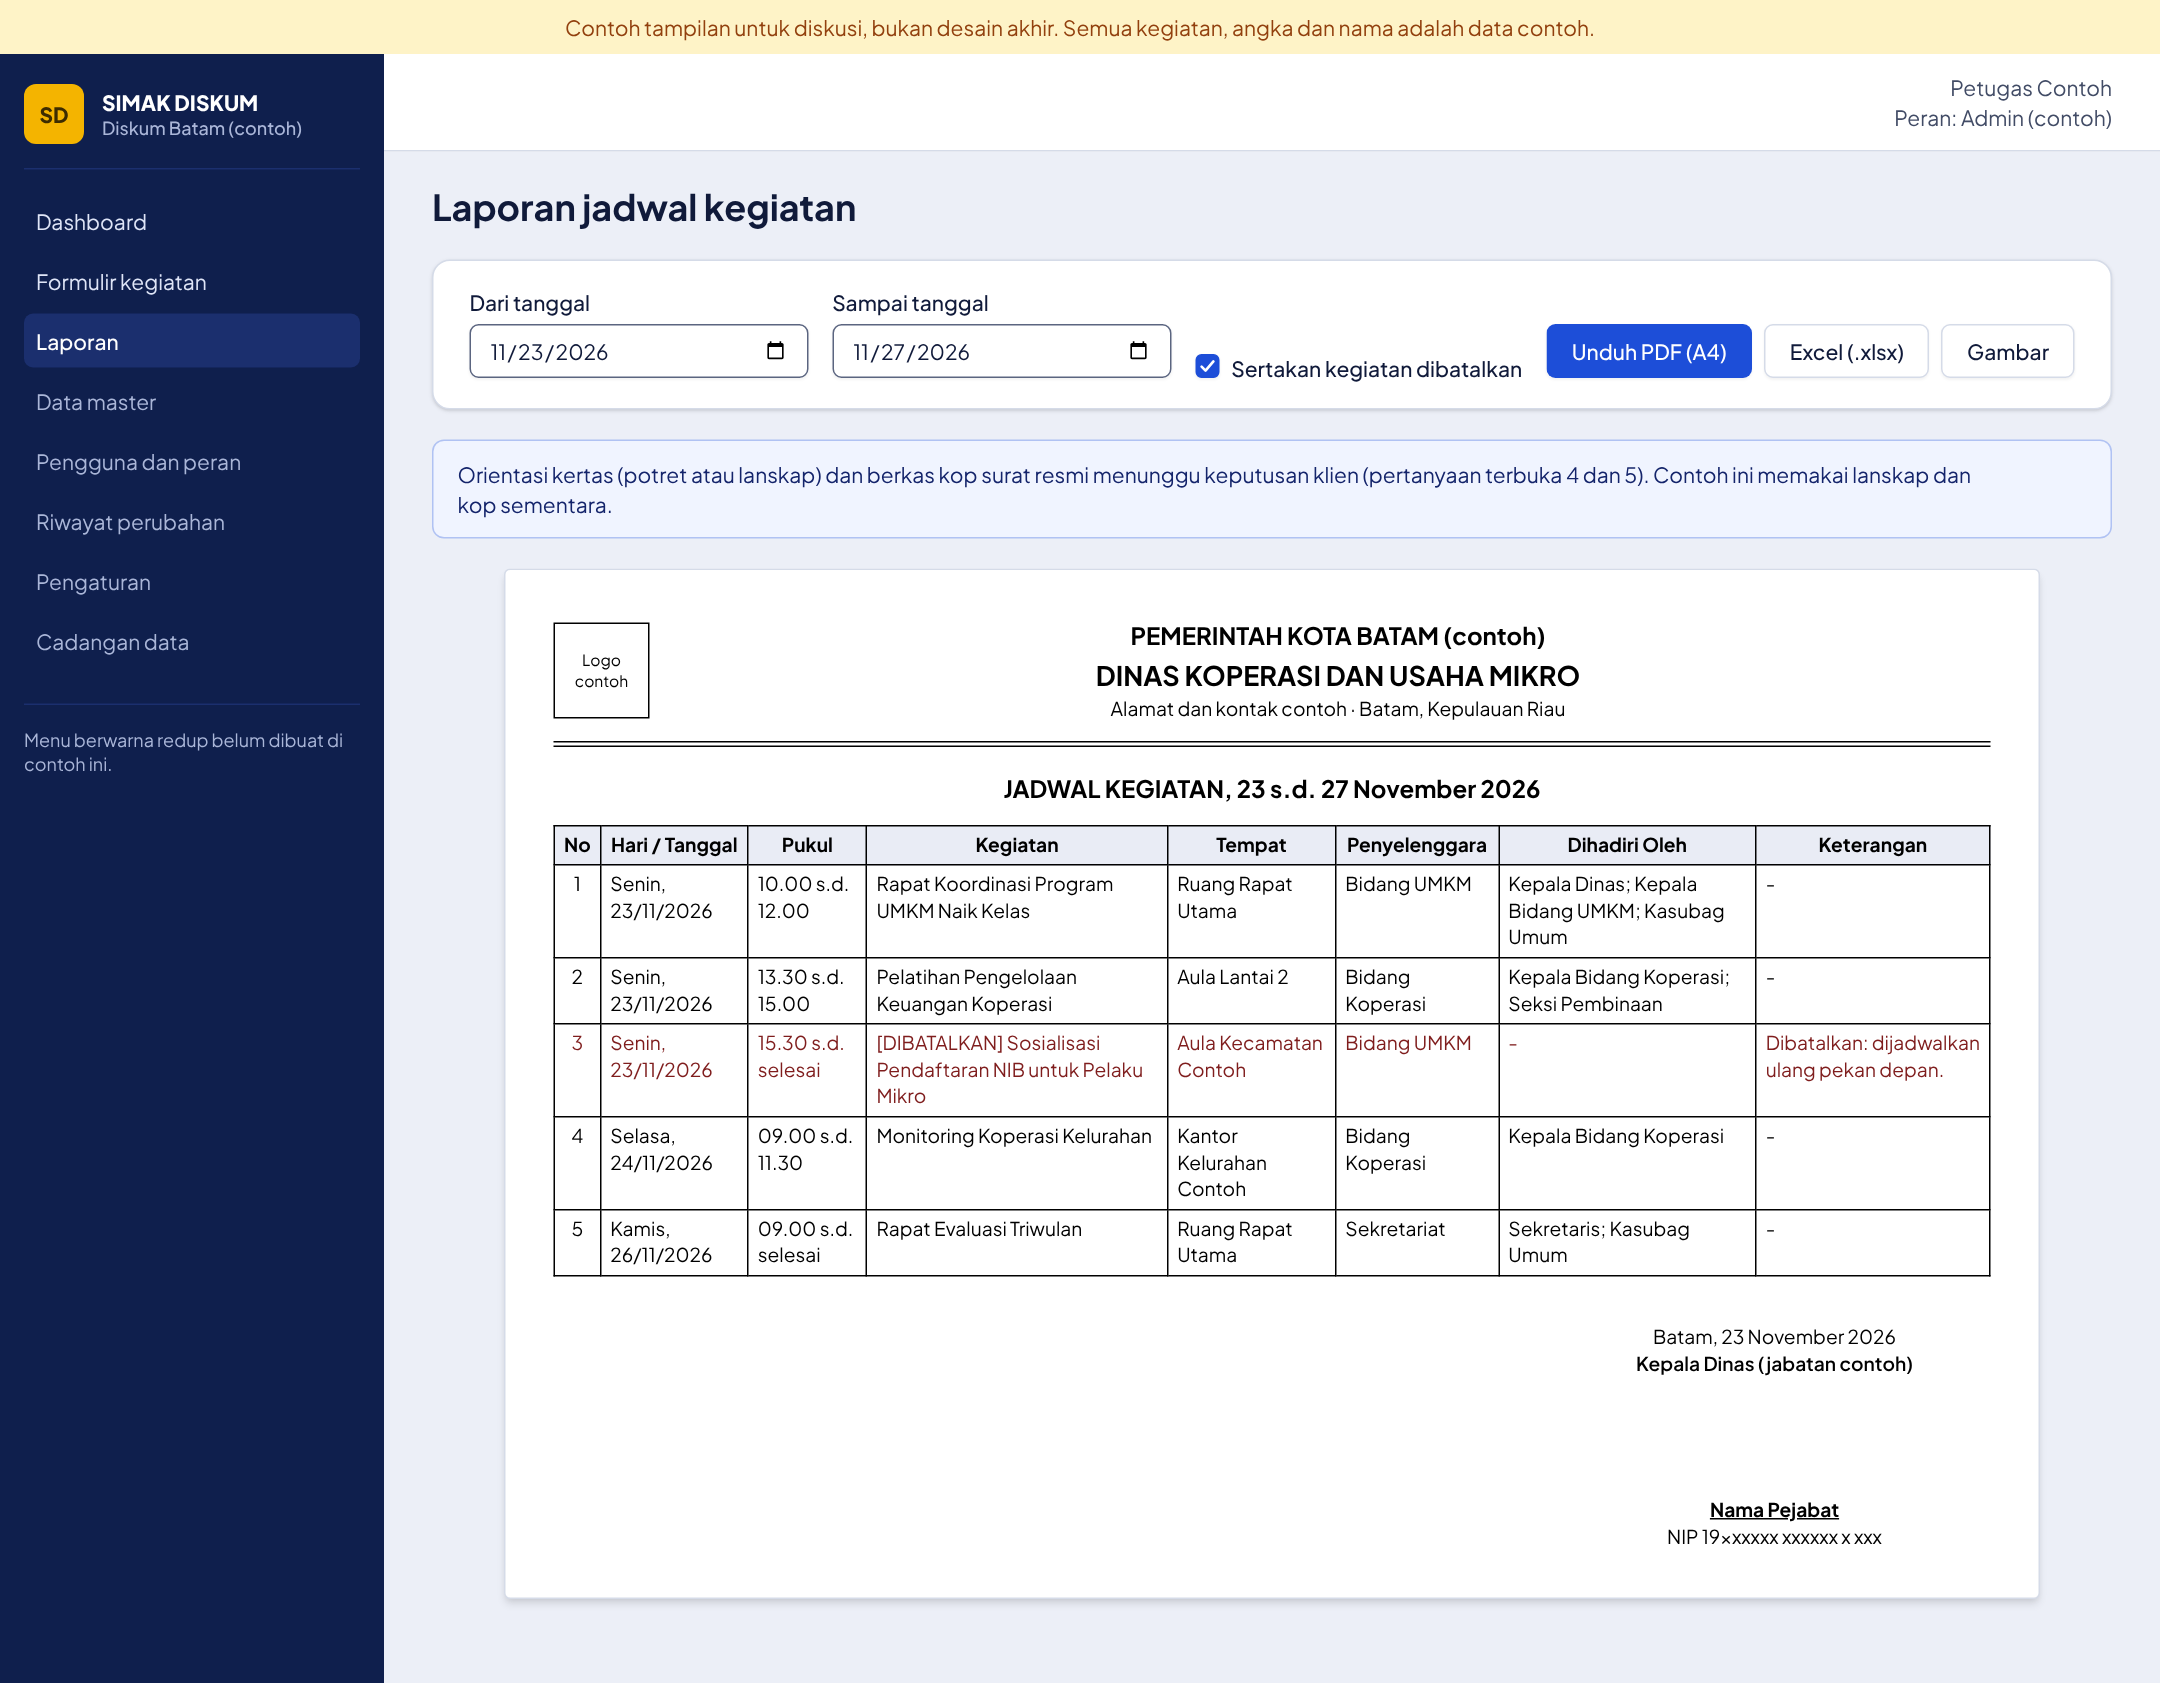 Contoh tampilan untuk diskusi, bukan desain akhir. Semua kegiatan, angka dan nama adalah data contoh.
SD
SIMAK DISKUM
Diskum Batam (contoh)
Dashboard
Formulir kegiatan
Laporan
Data master
Pengguna dan peran
Riwayat perubahan
Pengaturan
Cadangan data
Menu berwarna redup belum dibuat di
contoh ini.
Petugas Contoh
Peran: Admin (contoh)
Laporan jadwal kegiatan
Dari tanggal
11/23/2026
Sampai tanggal
11/27/2026
Sertakan kegiatan dibatalkan
Unduh PDF (A4)
Excel (.xlsx)
Gambar
Orientasi kertas (potret atau lanskap) dan berkas kop surat resmi menunggu keputusan klien (pertanyaan terbuka 4 dan 5). Contoh ini memakai lanskap dan
kop sementara.
Logo
contoh
PEMERINTAH KOTA BATAM (contoh)
DINAS KOPERASI DAN USAHA MIKRO
Alamat dan kontak contoh · Batam, Kepulauan Riau
JADWAL KEGIATAN, 23 s.d. 27 November 2026
No Hari / Tanggal Pukul Kegiatan Tempat Penyelenggara Dihadiri Oleh Keterangan
1 Senin, 10.00 s.d. Rapat Koordinasi Program Ruang Rapat Bidang UMKM Kepala Dinas; Kepala -
23/11/2026 12.00 UMKM Naik Kelas Utama Bidang UMKM; Kasubag
Umum
2 Senin, 13.30 s.d. Pelatihan Pengelolaan Aula Lantai 2 Bidang Kepala Bidang Koperasi; -
23/11/2026 15.00 Keuangan Koperasi Koperasi Seksi Pembinaan
3 Senin, 15.30 s.d. [DIBATALKAN] Sosialisasi Aula Kecamatan Bidang UMKM - Dibatalkan: dijadwalkan
23/11/2026 selesai Pendaftaran NIB untuk Pelaku Contoh ulang pekan depan.
Mikro
4 Selasa, 09.00 s.d. Monitoring Koperasi Kelurahan Kantor Bidang Kepala Bidang Koperasi -
24/11/2026 11.30 Kelurahan Koperasi
Contoh
5 Kamis, 09.00 s.d. Rapat Evaluasi Triwulan Ruang Rapat Sekretariat Sekretaris; Kasubag -
26/11/2026 selesai Utama Umum
Batam, 23 November 2026
Kepala Dinas (jabatan contoh)
Nama Pejabat
NIP 19xxxxxx xxxxxx x xxx